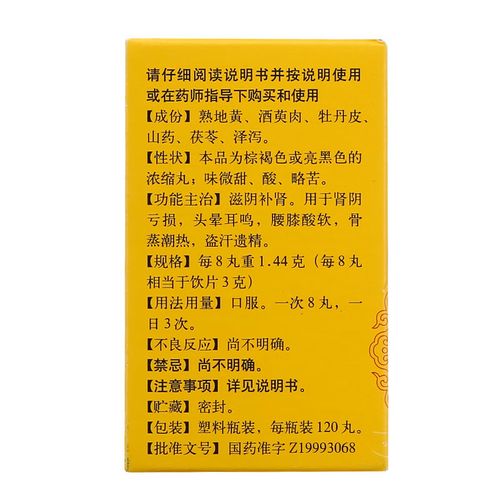 请仔细阅读说明书并按说明使用
或在药师指导下购买和使用
【成份】熟地黄、酒萸肉、牡丹皮、
山药、茯苓、泽泻。
【性状】本品为棕褐色或亮黑色的
浓缩丸；味微甜、酸、略苦。
【功能主治】滋阴补肾。用于肾阴
亏损，头晕耳鸣，腰膝酸软，骨
蒸潮热，盗汗遗精。
【规格】每8丸重1.44克（每8丸
相当于饮片3克）
【用法用量】口服。一次8丸，一
日3次。
【不良反应】尚不明确。
【禁忌】尚不明确。
【注意事项】详见说明书。
【贮藏】密封。
【包装】塑料瓶装，每瓶装120丸。
【批准文号】国药准字Z19993068